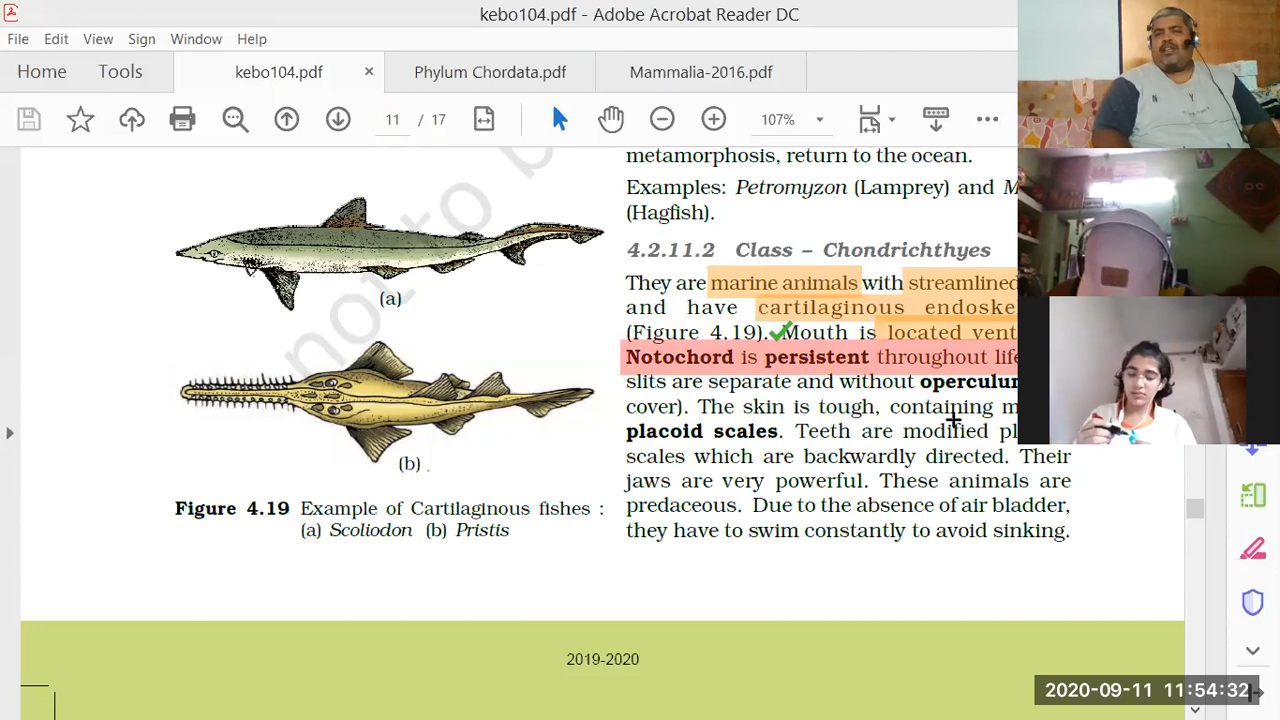 kebo104.pdf - Adobe Acrobat Reader DC
File Edit View Sign Window Help
Home Tools kebo104.pdf × Phylum Chordata.pdf Mammalia-2016.pdf
11 / 17 107%
not to b
metamorphosis, return to the ocean.
Examples: Petromyzon (Lamprey) and M
(Hagfish).
4.2.11.2 Class – Chondrichthyes
They are marine animals with streamlined
and have cartilaginous endoske
(Figure 4.19). Mouth is located vent
Notochord is persistent throughout life
slits are separate and without operculun
cover). The skin is tough, containing m
placoid scales. Teeth are modified pl
scales which are backwardly directed. Their
jaws are very powerful. These animals are
predaceous. Due to the absence of air bladder,
they have to swim constantly to avoid sinking.
(a)
(b)
Figure 4.19 Example of Cartilaginous fishes :
(a) Scoliodon (b) Pristis
2019-2020
N Y
2020-09-11 11:54:32